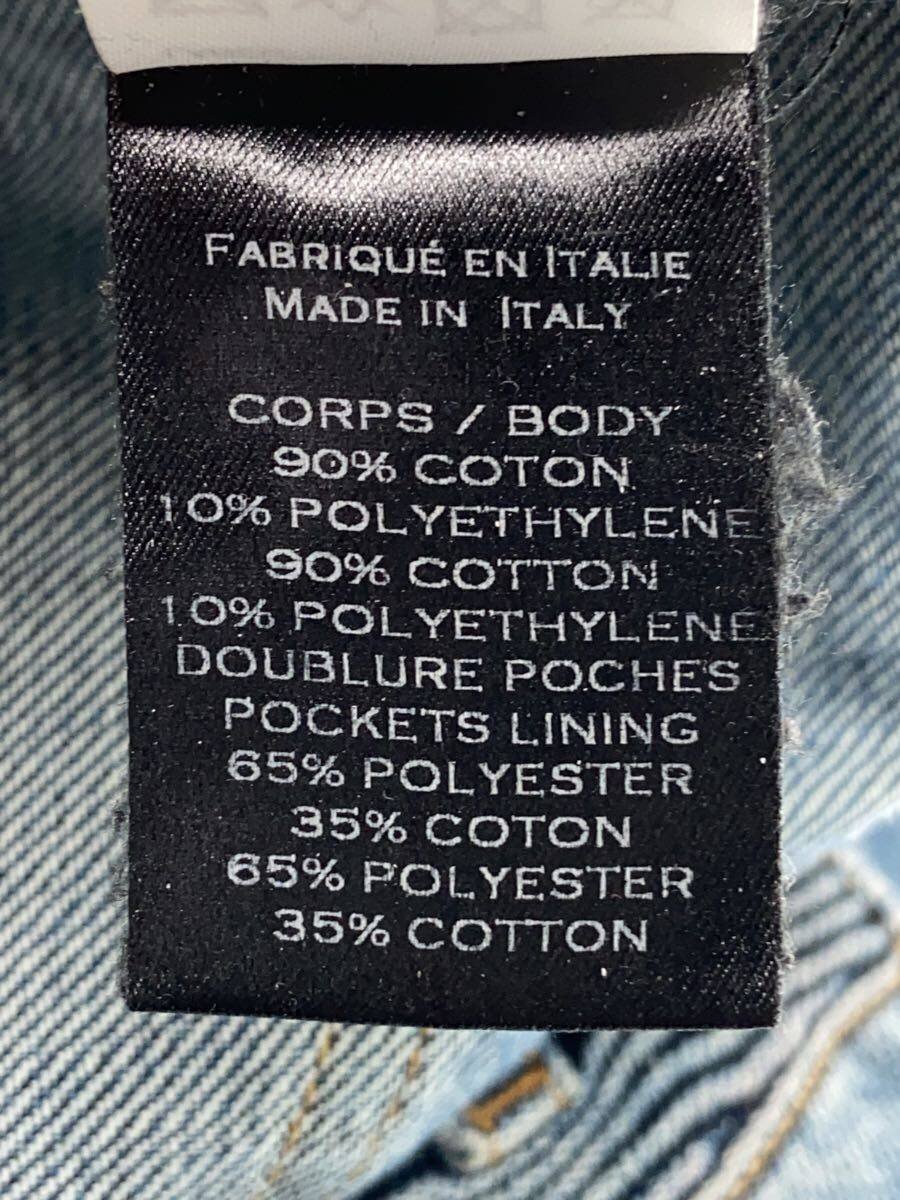 FABRIQUÉ EN ITALIE
MADE IN ITALY
CORPS / BODY
90% COTON
10% POLYETHYLENE
90% COTTON
10% POLYETHYLENE
DOUBLURE POCHES
POCKETS LINING
65% POLYESTER
35% COTON
65% POLYESTER
35% COTTON